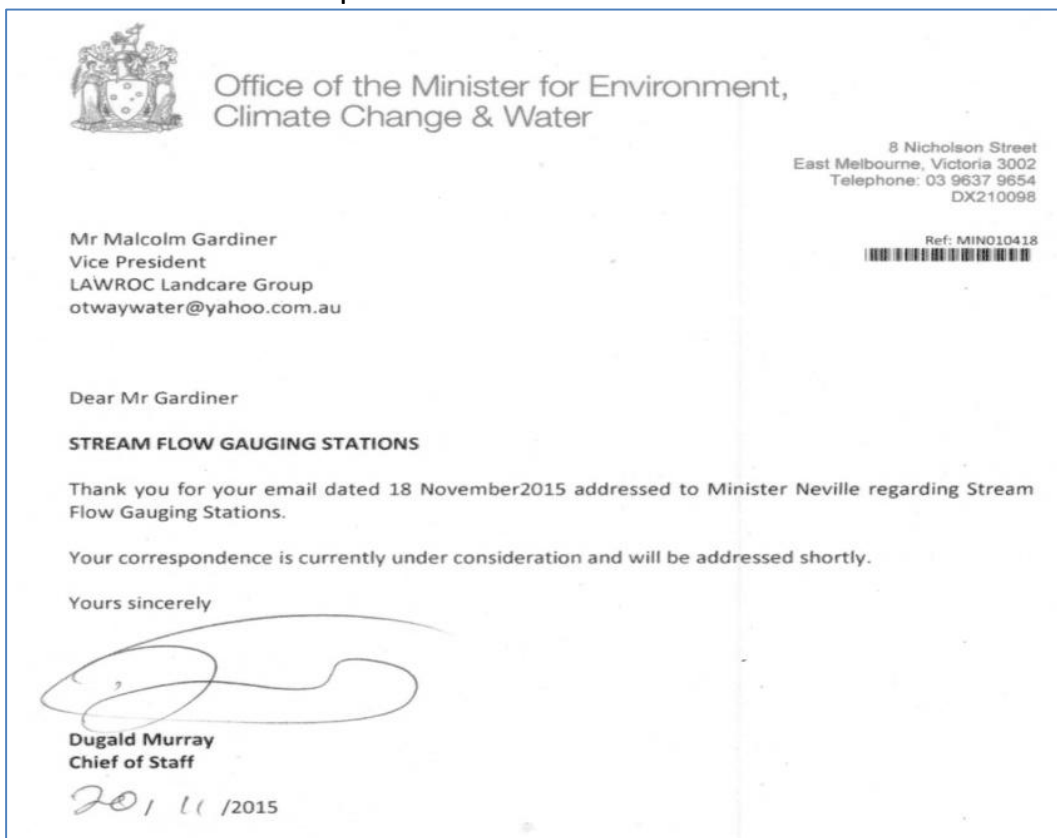 Office of the Minister for Environment,
Climate Change & Water
8 Nicholson Street
East Melbourne, Victoria 3002
Telephone: 03 9637 9654
DX210098
Ref: MIN010418
Mr Malcolm Gardiner
Vice President
LAWROC Landcare Group
otwaywater@yahoo.com.au
Dear Mr Gardiner
STREAM FLOW GAUGING STATIONS
Thank you for your email dated 18 November2015 addressed to Minister Neville regarding Stream
Flow Gauging Stations.
Your correspondence is currently under consideration and will be addressed shortly.
Yours sincerely
Dugald Murray
Chief of Staff
20/ 11 /2015